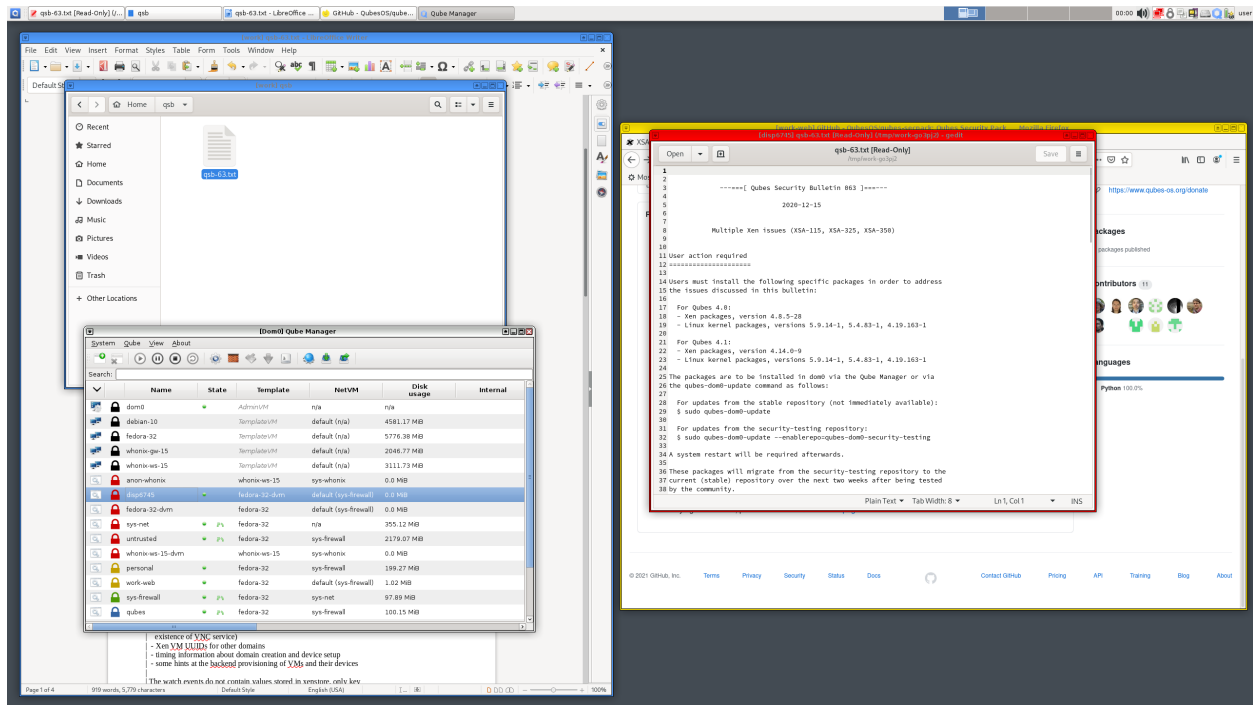 qsb-63.txt [Read-Only] (/...
qsb
qsb-63.txt - LibreOffice ...
GitHub - QubesOS/qube...
Qube Manager
00:00
user
File Edit View Insert Format Styles Table Form Tools Window Help
Default St
Home qsb
Recent
Starred
Home
Documents
Downloads
Music
Pictures
Videos
Trash
+ Other Locations
qsb-63.txt
[Dom0] Qube Manager
System Qube View About
Search:
Name State Template NetVM Disk usage Internal
dom0 AdminVM n/a n/a
debian-10 TemplateVM default (n/a) 4581.17 MiB
fedora-32 TemplateVM default (n/a) 5776.38 MiB
whonix-gw-15 TemplateVM default (n/a) 2046.77 MiB
whonix-ws-15 TemplateVM default (n/a) 3111.73 MiB
anon-whonix whonix-ws-15 sys-whonix 0.0 MiB
disp6745 fedora-32-dvm default (sys-firewall) 0.0 MiB
fedora-32-dvm fedora-32 default (sys-firewall) 0.0 MiB
sys-net fedora-32 n/a 355.12 MiB
untrusted fedora-32 sys-firewall 2179.07 MiB
whonix-ws-15-dvm whonix-ws-15 sys-whonix 0.0 MiB
personal fedora-32 sys-firewall 199.27 MiB
work-web fedora-32 default (sys-firewall) 1.02 MiB
sys-firewall fedora-32 sys-net 97.89 MiB
qubes fedora-32 sys-firewall 100.15 MiB
| existence of VNC service)
| - Xen VM UUIDs for other domains
| - timing information about domain creation and device setup
| - some hints at the backend provisioning of VMs and their devices
|
| The watch events do not contain values stored in xenstore, only key
Page 1 of 4 919 words, 5,779 characters Default Style English (USA) 100%
[work-web] GitHub - QubesOS/qubes-secpack: Qubes Security Pack - Mozilla Firefox
[disp6745] qsb-63.txt [Read-Only] (/tmp/work-go3pj2) - gedit
Open
qsb-63.txt [Read-Only]
/tmp/work-go3pj2
Save
1
2
3 ---===[ Qubes Security Bulletin 063 ]===---
4
5 2020-12-15
6
7
8 Multiple Xen issues (XSA-115, XSA-325, XSA-350)
9
10
11 User action required
12 =====================
13
14 Users must install the following specific packages in order to address
15 the issues discussed in this bulletin:
16
17 For Qubes 4.0:
18 - Xen packages, version 4.8.5-28
19 - Linux kernel packages, versions 5.9.14-1, 5.4.83-1, 4.19.163-1
20
21 For Qubes 4.1:
22 - Xen packages, version 4.14.0-9
23 - Linux kernel packages, versions 5.9.14-1, 5.4.83-1, 4.19.163-1
24
25 The packages are to be installed in dom0 via the Qube Manager or via
26 the qubes-dom0-update command as follows:
27
28 For updates from the stable repository (not immediately available):
29 $ sudo qubes-dom0-update
30
31 For updates from the security-testing repository:
32 $ sudo qubes-dom0-update --enablerepo=qubes-dom0-security-testing
33
34 A system restart will be required afterwards.
35
36 These packages will migrate from the security-testing repository to the
37 current (stable) repository over the next two weeks after being tested
38 by the community.
Plain Text Tab Width: 8 Ln 1, Col 1 INS
XSA
Mo
https://www.qubes-os.org/donate
ackages
packages published
ontributors 11
anguages
Python 100.0%
© 2021 GitHub, Inc. Terms Privacy Security Status Docs Contact GitHub Pricing API Training Blog About